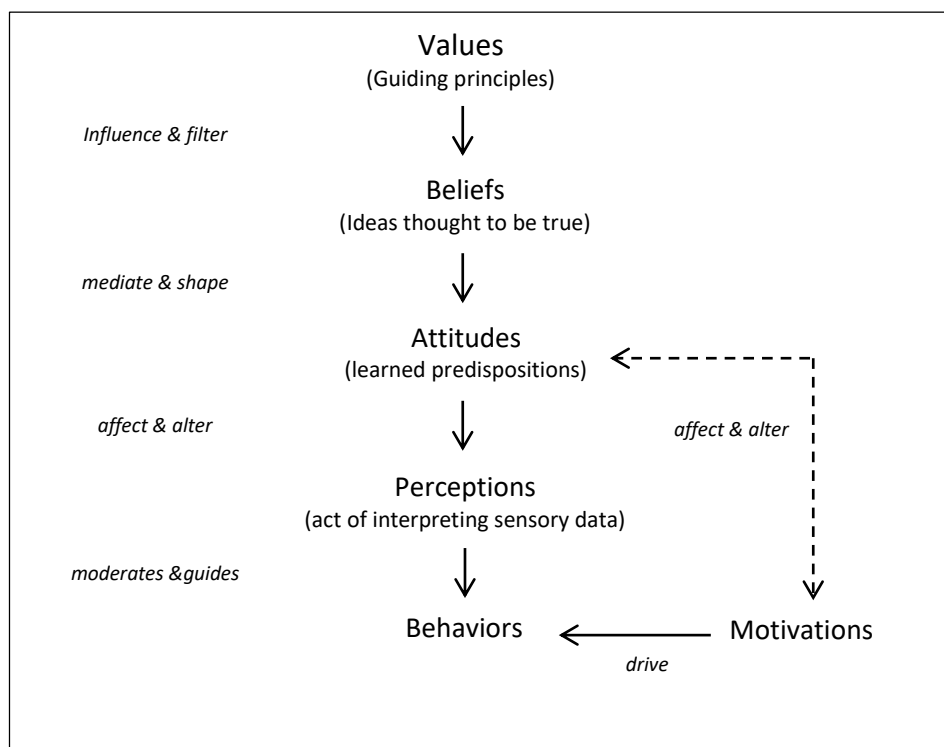 Values
(Guiding principles)
Influence & filter
Beliefs
(Ideas thought to be true)
mediate & shape
Attitudes
(learned predispositions)
affect & alter
affect & alter
Perceptions
(act of interpreting sensory data)
moderates &guides
Behaviors
Motivations
drive